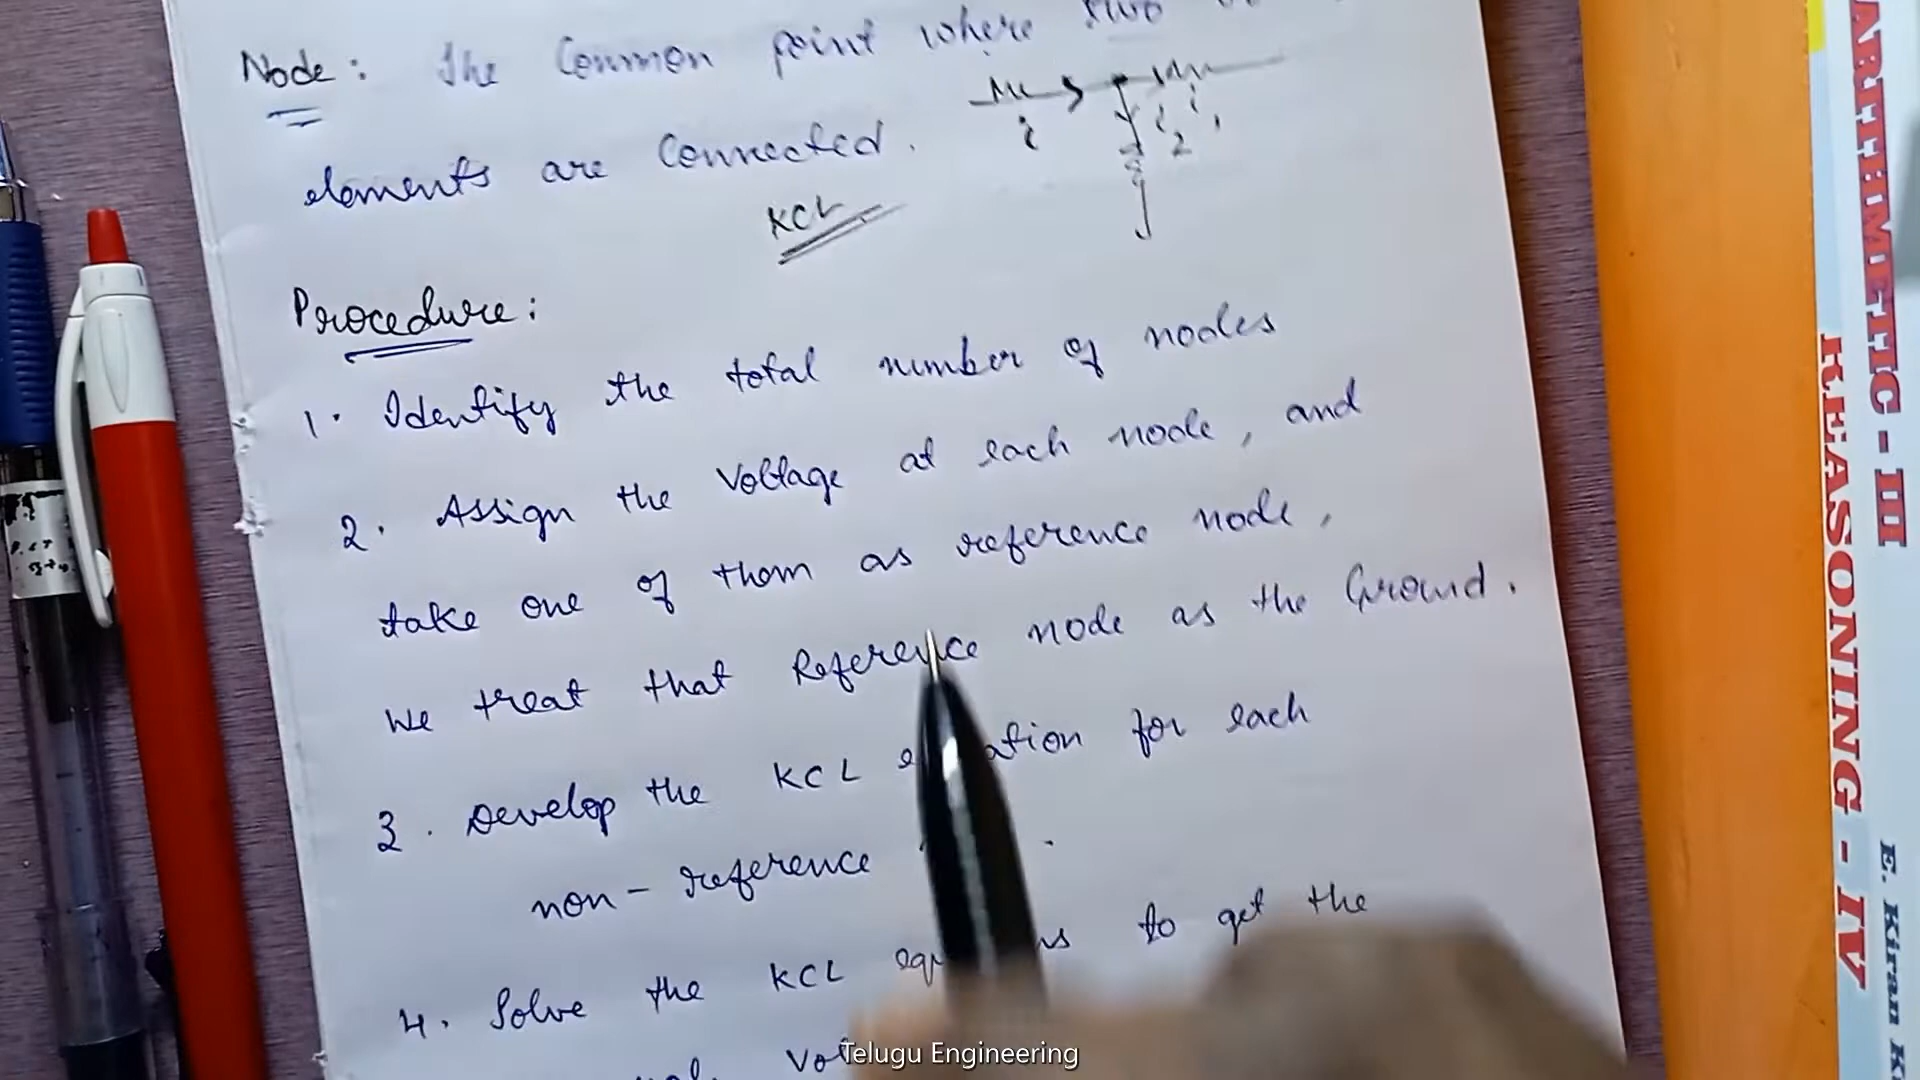 Node : The Common point where two
elements are Connected .
i
i
2
i
1
KCL
Procedure :
1. Identify the total number of nodes
2. Assign the Voltage at each node , and
take one of them as reference node ,
We treat that Reference node as the Ground .
3. Develop the KCL for each
non - reference
4. Solve the KCL to get the
Telugu Engineering
ARITHMETIC - III
REASONING - IV
E. Kiran